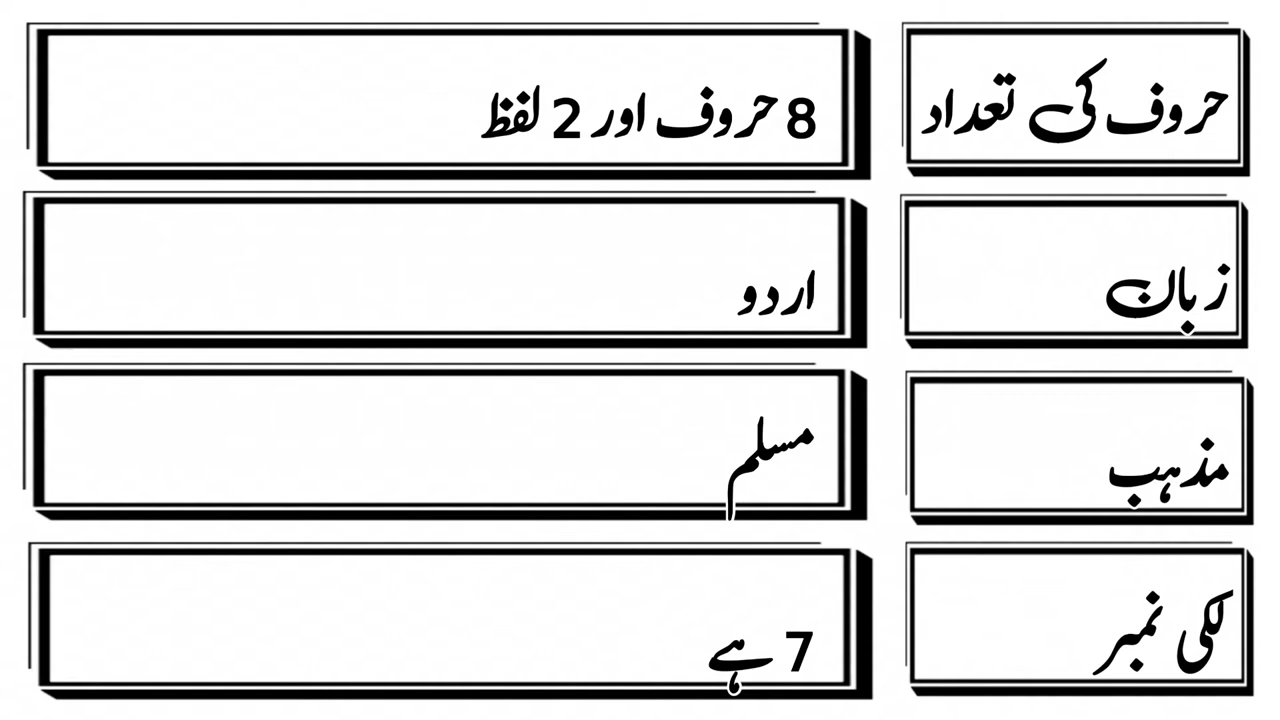 حروف کی تعداد
8 حروف اور 2 لفظ
زبان
اردو
مذہب
مسلم
لکی نمبر
7 ہے